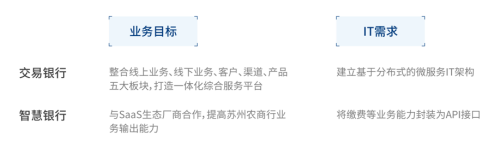 业务目标 IT需求
交易银行 整合线上业务、线下业务、客户、渠道、产品 建立基于分布式的微服务IT架构
五大板块，打造一体化综合服务平台
智慧银行 与SaaS生态厂商合作，提高苏州农商行业 将缴费等业务能力封装为API接口
务输出能力